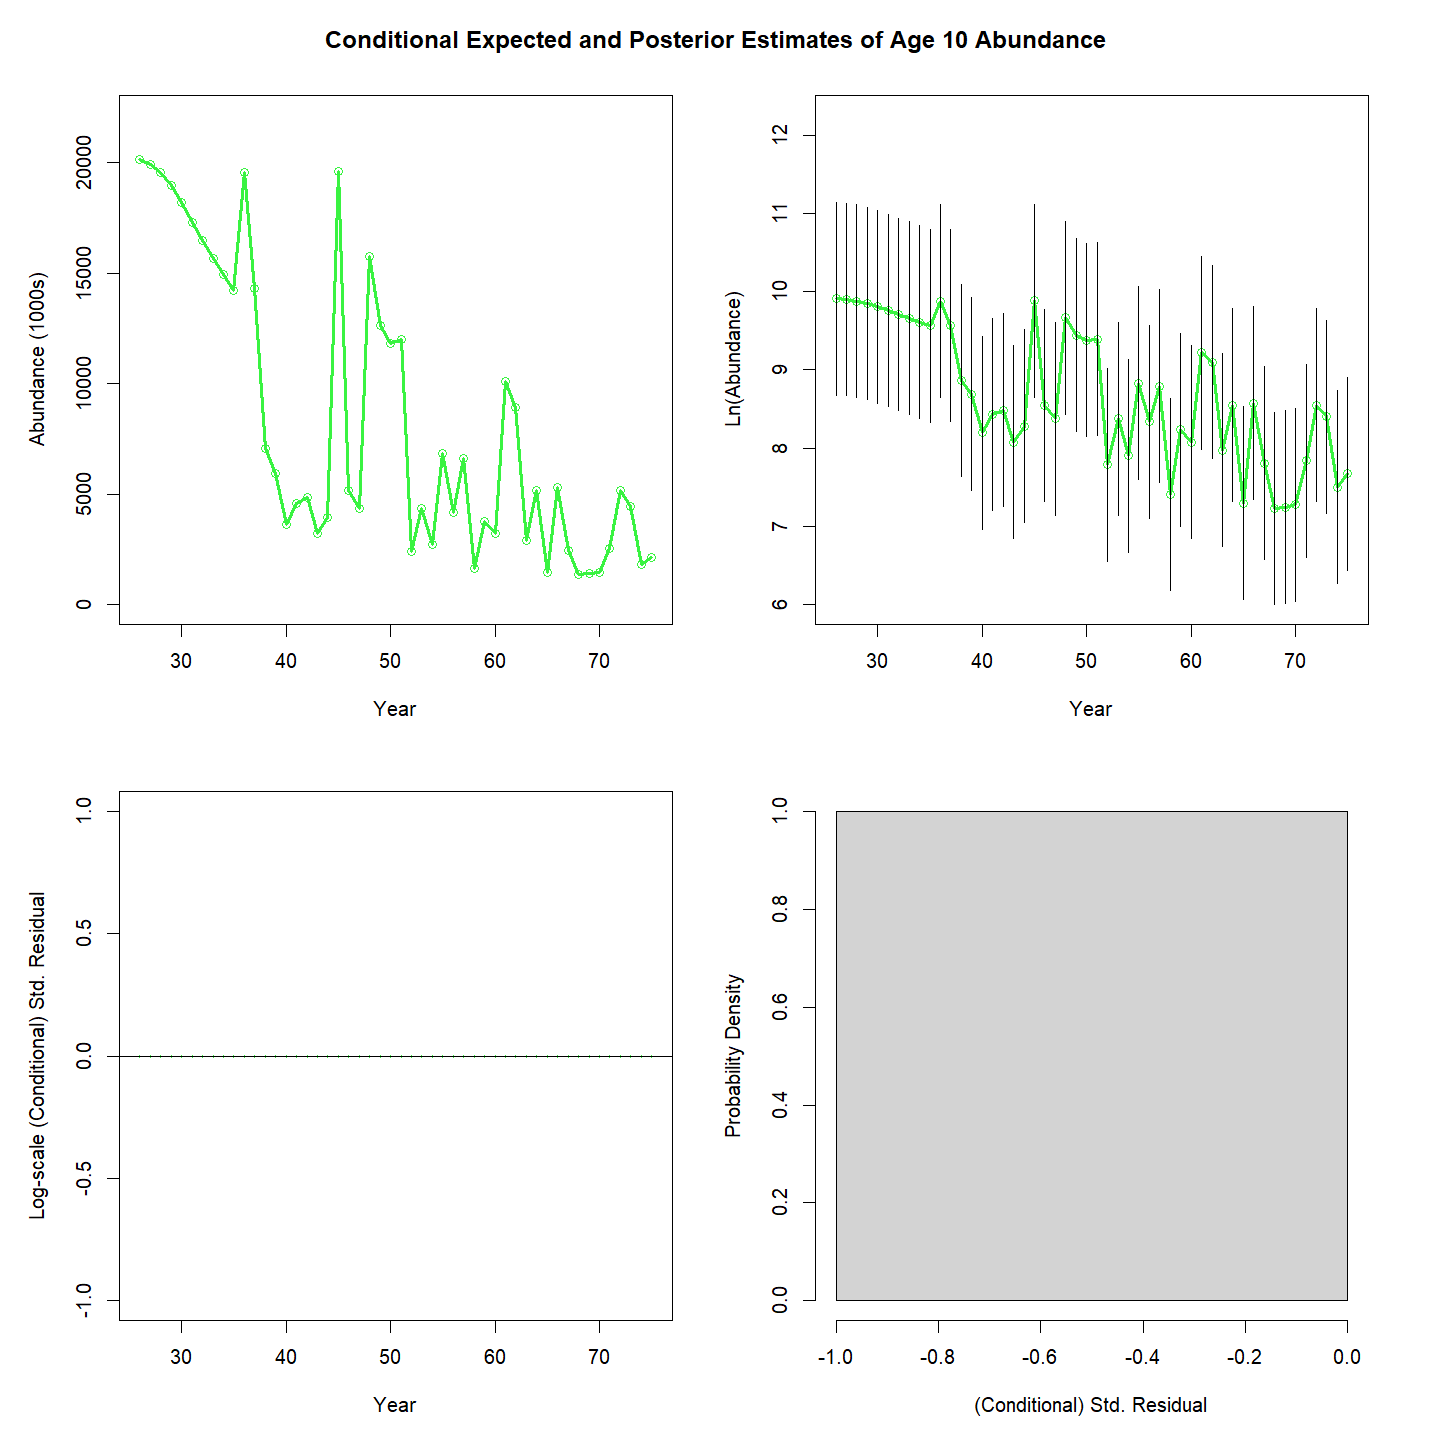 Conditional Expected and Posterior Estimates of Age 10 Abundance
Abundance (1000s)
20000
15000
10000
5000
0
30 40 50 60 70
Year
Ln(Abundance)
12
11
10
9
8
7
6
30 40 50 60 70
Year
Log-scale (Conditional) Std. Residual
1.0
0.5
0.0
-0.5
-1.0
30 40 50 60 70
Year
Probability Density
1.0
0.8
0.6
0.4
0.2
0.0
-1.0 -0.8 -0.6 -0.4 -0.2 0.0
(Conditional) Std. Residual